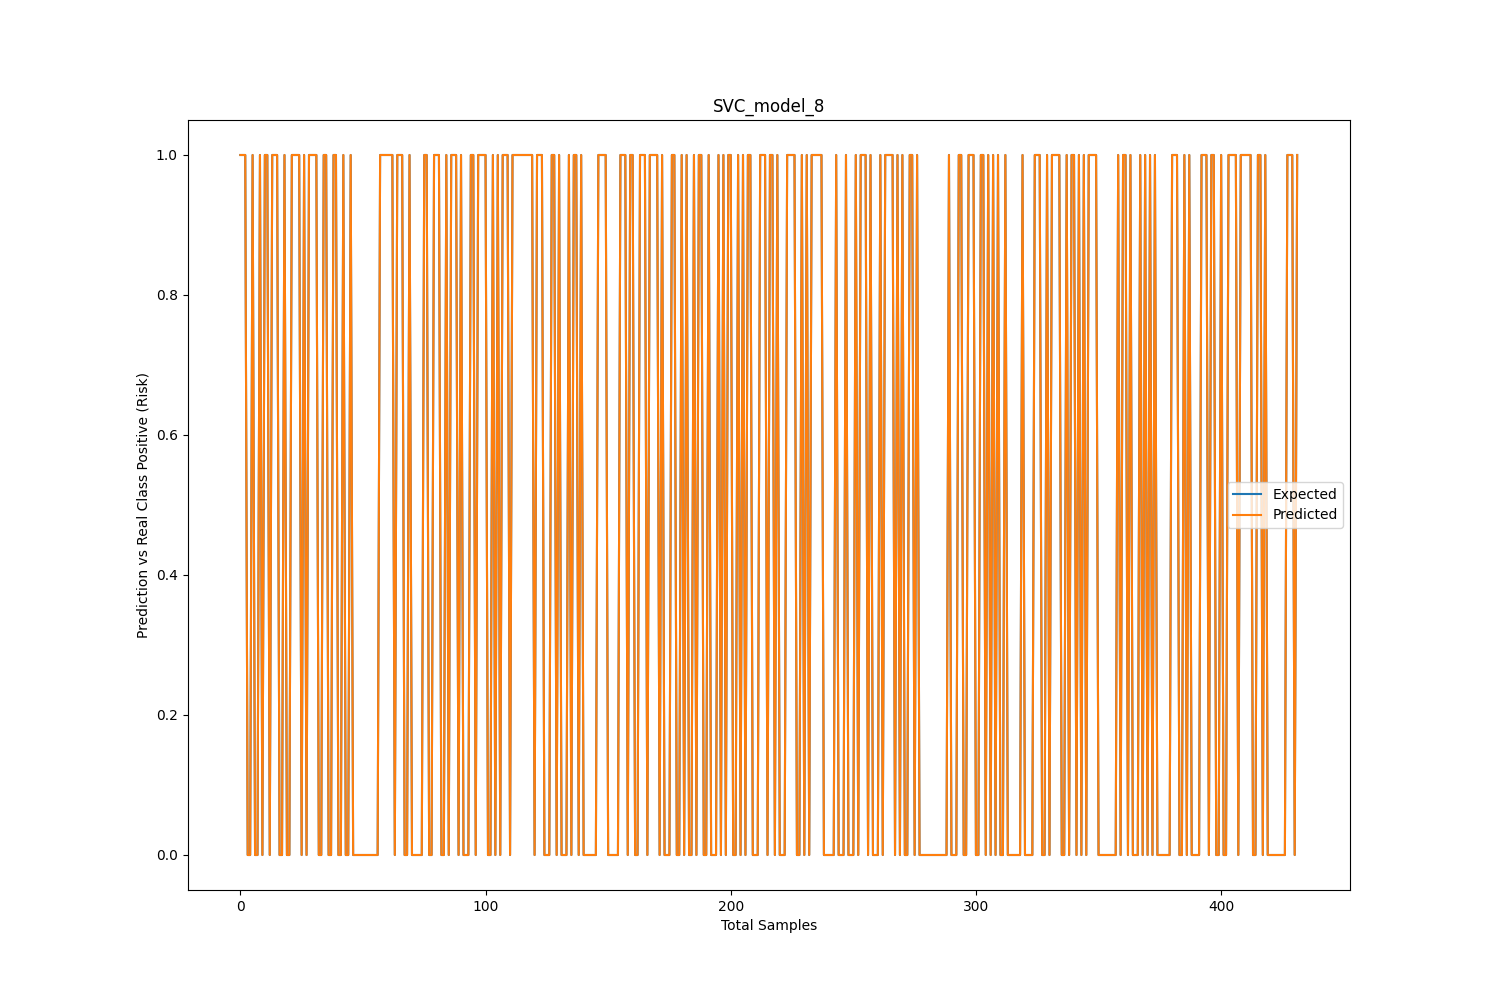 SVC_model_8
Prediction vs Real Class Positive (Risk)
1.0
0.8
0.6
0.4
0.2
0.0
Expected
Predicted
0 100 200 300 400
Total Samples